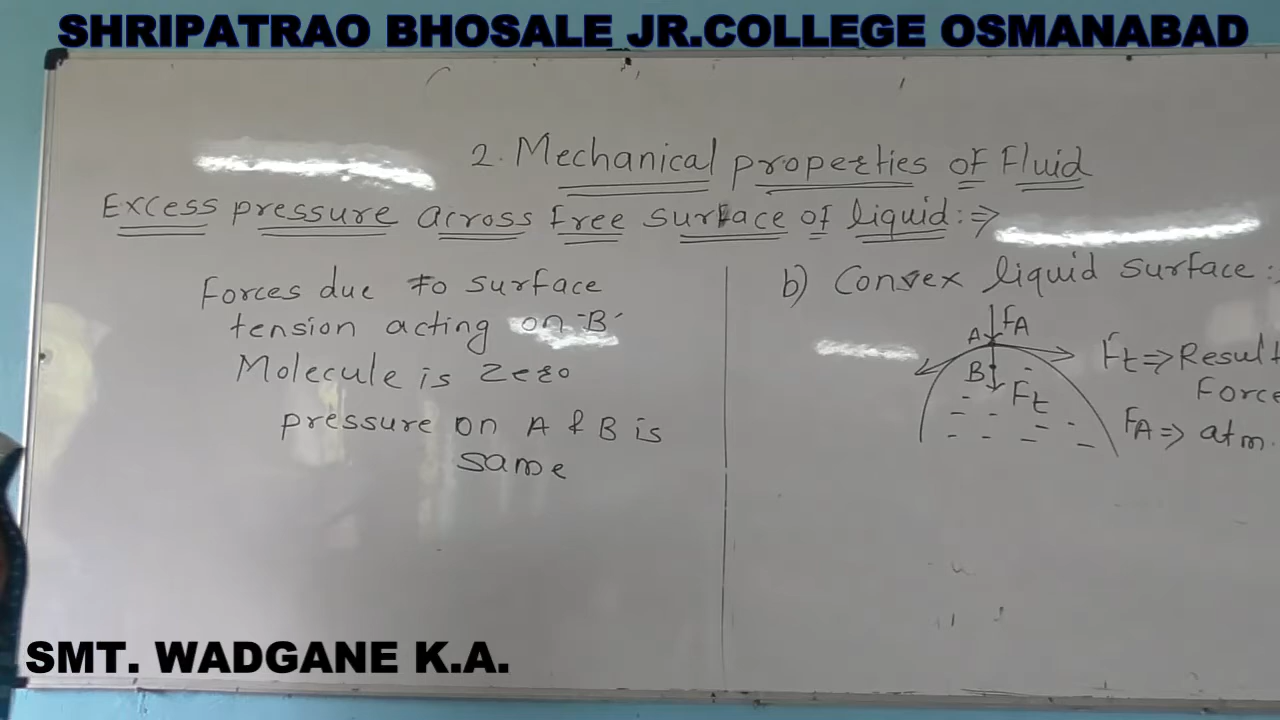 SHRIPATRAO BHOSALE JR.COLLEGE OSMANABAD
2. Mechanical properties of Fluid
Excess pressure across free surface of liquid :⇒
Forces due to surface
tension acting on 'B'
Molecule is zero
pressure on A & B is
same
b) Convex liquid surface :
A FA
B Ft
Ft ⇒ Result
Force
FA ⇒ atm.
SMT. WADGANE K.A.